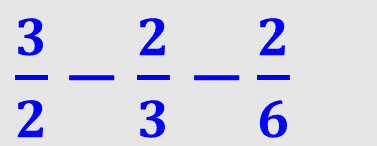 3/2 — 2/3 — 2/6